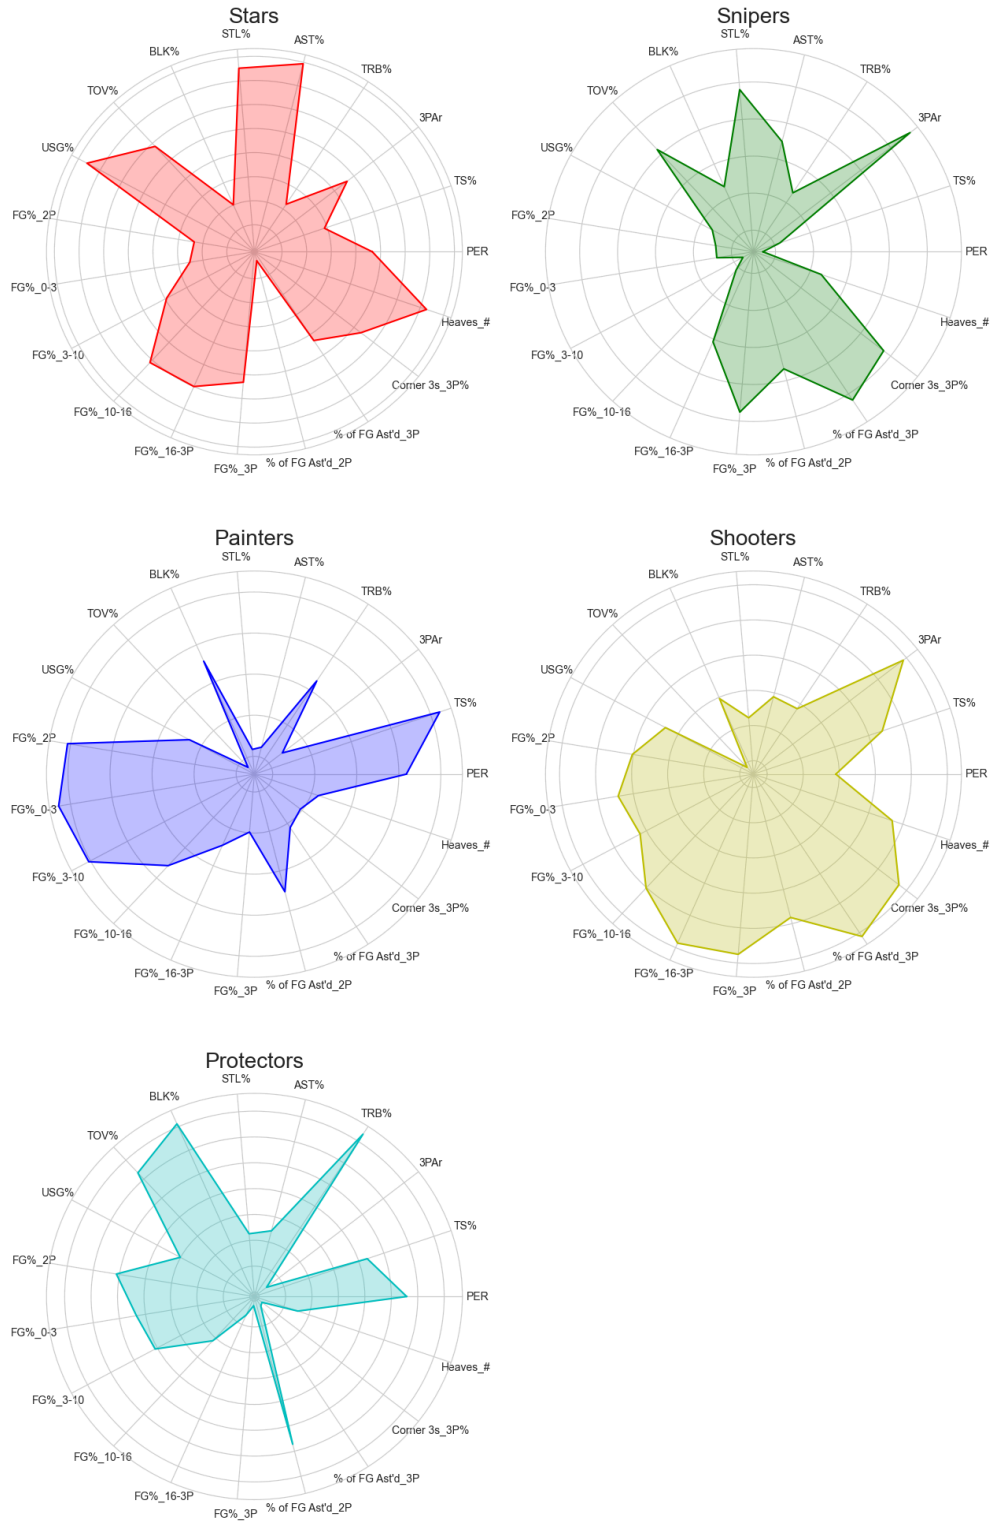 Stars
STL%
AST%
BLK%
TRB%
TOV%
3PAr
USG%
TS%
FG%_2P
PER
FG%_0-3
Heaves_#
FG%_3-10
Corner 3s_3P%
FG%_10-16
% of FG Ast'd_3P
FG%_16-3P
FG%_3P
% of FG Ast'd_2P
Snipers
STL%
AST%
BLK%
TRB%
TOV%
3PAr
USG%
TS%
FG%_2P
PER
FG%_0-3
Heaves_#
FG%_3-10
Corner 3s_3P%
FG%_10-16
% of FG Ast'd_3P
FG%_16-3P
FG%_3P
% of FG Ast'd_2P
Painters
STL%
AST%
BLK%
TRB%
TOV%
3PAr
USG%
TS%
FG%_2P
PER
FG%_0-3
Heaves_#
FG%_3-10
Corner 3s_3P%
FG%_10-16
% of FG Ast'd_3P
FG%_16-3P
FG%_3P
% of FG Ast'd_2P
Shooters
STL%
AST%
BLK%
TRB%
TOV%
3PAr
USG%
TS%
FG%_2P
PER
FG%_0-3
Heaves_#
FG%_3-10
Corner 3s_3P%
FG%_10-16
% of FG Ast'd_3P
FG%_16-3P
FG%_3P
% of FG Ast'd_2P
Protectors
STL%
AST%
BLK%
TRB%
TOV%
3PAr
USG%
TS%
FG%_2P
PER
FG%_0-3
Heaves_#
FG%_3-10
Corner 3s_3P%
FG%_10-16
% of FG Ast'd_3P
FG%_16-3P
FG%_3P
% of FG Ast'd_2P